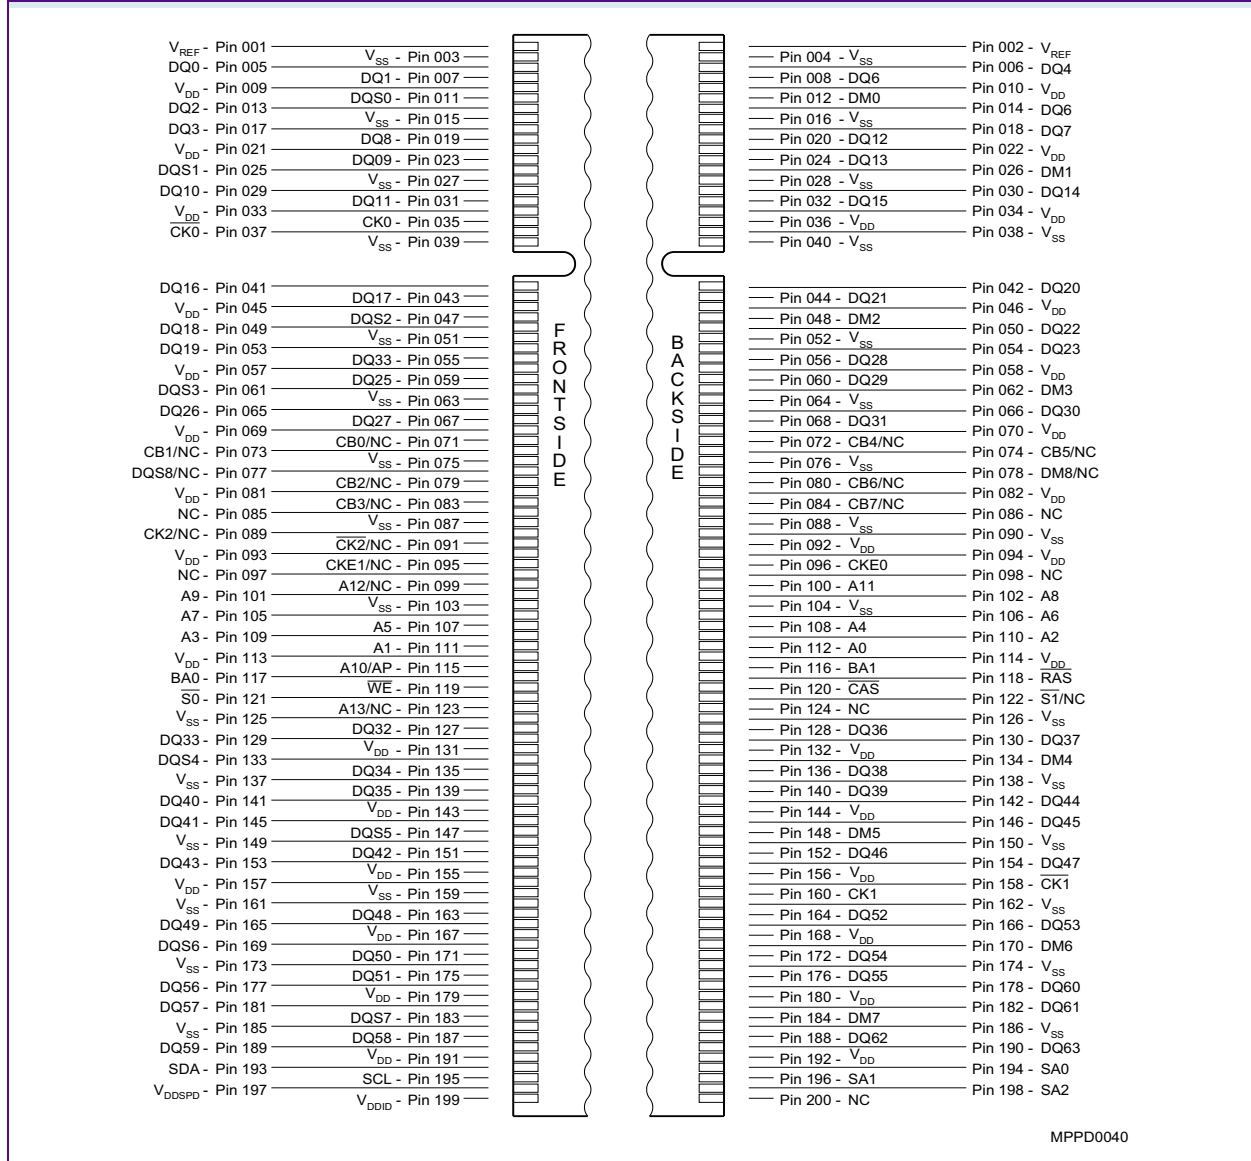 VREF - Pin 001
VSS - Pin 003
DQ0 - Pin 005
DQ1 - Pin 007
VDD - Pin 009
DQS0 - Pin 011
DQ2 - Pin 013
VSS - Pin 015
DQ3 - Pin 017
DQ8 - Pin 019
VDD - Pin 021
DQ09 - Pin 023
DQS1 - Pin 025
VSS - Pin 027
DQ10 - Pin 029
DQ11 - Pin 031
VDD - Pin 033
CK0 - Pin 035
C̅K̅0̅ - Pin 037
VSS - Pin 039
DQ16 - Pin 041
DQ17 - Pin 043
VDD - Pin 045
DQS2 - Pin 047
DQ18 - Pin 049
VSS - Pin 051
DQ19 - Pin 053
DQ33 - Pin 055
VDD - Pin 057
DQ25 - Pin 059
DQS3 - Pin 061
VSS - Pin 063
DQ26 - Pin 065
DQ27 - Pin 067
VDD - Pin 069
CB0/NC - Pin 071
CB1/NC - Pin 073
VSS - Pin 075
DQS8/NC - Pin 077
CB2/NC - Pin 079
VDD - Pin 081
CB3/NC - Pin 083
NC - Pin 085
VSS - Pin 087
CK2/NC - Pin 089
C̅K̅2̅/NC - Pin 091
VDD - Pin 093
CKE1/NC - Pin 095
NC - Pin 097
A12/NC - Pin 099
A9 - Pin 101
VSS - Pin 103
A7 - Pin 105
A5 - Pin 107
A3 - Pin 109
A1 - Pin 111
VDD - Pin 113
A10/AP - Pin 115
BA0 - Pin 117
W̅E̅ - Pin 119
S̅0̅ - Pin 121
A13/NC - Pin 123
VSS - Pin 125
DQ32 - Pin 127
DQ33 - Pin 129
VDD - Pin 131
DQS4 - Pin 133
DQ34 - Pin 135
VSS - Pin 137
DQ35 - Pin 139
DQ40 - Pin 141
VDD - Pin 143
DQ41 - Pin 145
DQS5 - Pin 147
VSS - Pin 149
DQ42 - Pin 151
DQ43 - Pin 153
VDD - Pin 155
VDD - Pin 157
VSS - Pin 159
VSS - Pin 161
DQ48 - Pin 163
DQ49 - Pin 165
VDD - Pin 167
DQS6 - Pin 169
DQ50 - Pin 171
VSS - Pin 173
DQ51 - Pin 175
DQ56 - Pin 177
VDD - Pin 179
DQ57 - Pin 181
DQS7 - Pin 183
VSS - Pin 185
DQ58 - Pin 187
DQ59 - Pin 189
VDD - Pin 191
SDA - Pin 193
SCL - Pin 195
VDDSPD - Pin 197
VDDID - Pin 199
FRONTSIDE
BACKSIDE
Pin 002 - VREF
Pin 004 - VSS
Pin 006 - DQ4
Pin 008 - DQ6
Pin 010 - VDD
Pin 012 - DM0
Pin 014 - DQ6
Pin 016 - VSS
Pin 018 - DQ7
Pin 020 - DQ12
Pin 022 - VDD
Pin 024 - DQ13
Pin 026 - DM1
Pin 028 - VSS
Pin 030 - DQ14
Pin 032 - DQ15
Pin 034 - VDD
Pin 036 - VDD
Pin 038 - VSS
Pin 040 - VSS
Pin 042 - DQ20
Pin 044 - DQ21
Pin 046 - VDD
Pin 048 - DM2
Pin 050 - DQ22
Pin 052 - VSS
Pin 054 - DQ23
Pin 056 - DQ28
Pin 058 - VDD
Pin 060 - DQ29
Pin 062 - DM3
Pin 064 - VSS
Pin 066 - DQ30
Pin 068 - DQ31
Pin 070 - VDD
Pin 072 - CB4/NC
Pin 074 - CB5/NC
Pin 076 - VSS
Pin 078 - DM8/NC
Pin 080 - CB6/NC
Pin 082 - VDD
Pin 084 - CB7/NC
Pin 086 - NC
Pin 088 - VSS
Pin 090 - VSS
Pin 092 - VDD
Pin 094 - VDD
Pin 096 - CKE0
Pin 098 - NC
Pin 100 - A11
Pin 102 - A8
Pin 104 - VSS
Pin 106 - A6
Pin 108 - A4
Pin 110 - A2
Pin 112 - A0
Pin 114 - VDD
Pin 116 - BA1
Pin 118 - R̅A̅S̅
Pin 120 - C̅A̅S̅
Pin 122 - S̅1̅/NC
Pin 124 - NC
Pin 126 - VSS
Pin 128 - DQ36
Pin 130 - DQ37
Pin 132 - VDD
Pin 134 - DM4
Pin 136 - DQ38
Pin 138 - VSS
Pin 140 - DQ39
Pin 142 - DQ44
Pin 144 - VDD
Pin 146 - DQ45
Pin 148 - DM5
Pin 150 - VSS
Pin 152 - DQ46
Pin 154 - DQ47
Pin 156 - VDD
Pin 158 - C̅K̅1̅
Pin 160 - CK1
Pin 162 - VSS
Pin 164 - DQ52
Pin 166 - DQ53
Pin 168 - VDD
Pin 170 - DM6
Pin 172 - DQ54
Pin 174 - VSS
Pin 176 - DQ55
Pin 178 - DQ60
Pin 180 - VDD
Pin 182 - DQ61
Pin 184 - DM7
Pin 186 - VSS
Pin 188 - DQ62
Pin 190 - DQ63
Pin 192 - VDD
Pin 194 - SA0
Pin 196 - SA1
Pin 198 - SA2
Pin 200 - NC
MPPD0040